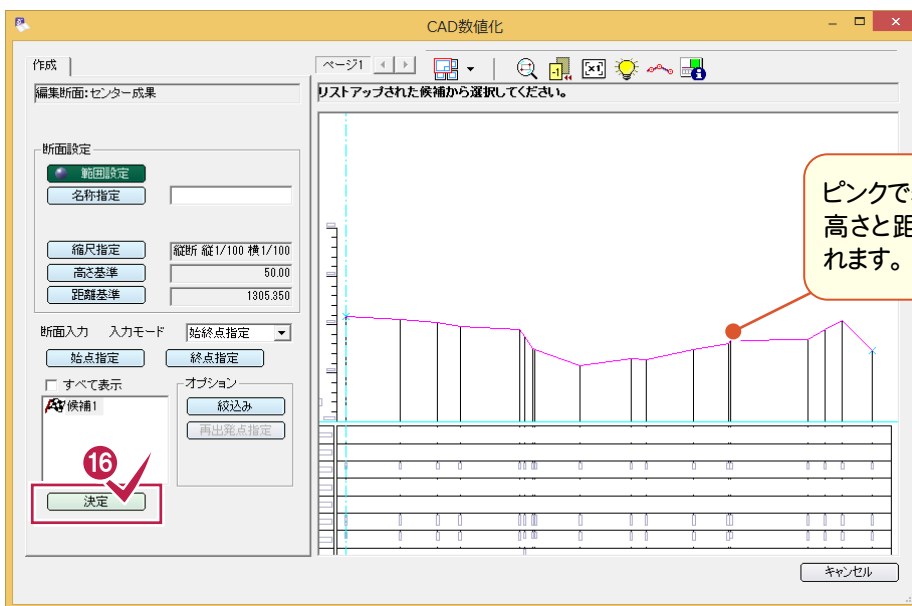 CAD数値化
作成
編集断面:センター成果
ページ1
リストアップされた候補から選択してください。
断面設定
範囲設定
名称指定
縮尺指定 縦断 縦1/100 横1/100
高さ基準 50.00
距離基準 1305.350
断面入力 入力モード 始終点指定
始点指定 終点指定
すべて表示
候補1
オプション
絞込み
再出発点指定
16
決定
ピンクで
高さと距
れます。
キャンセル